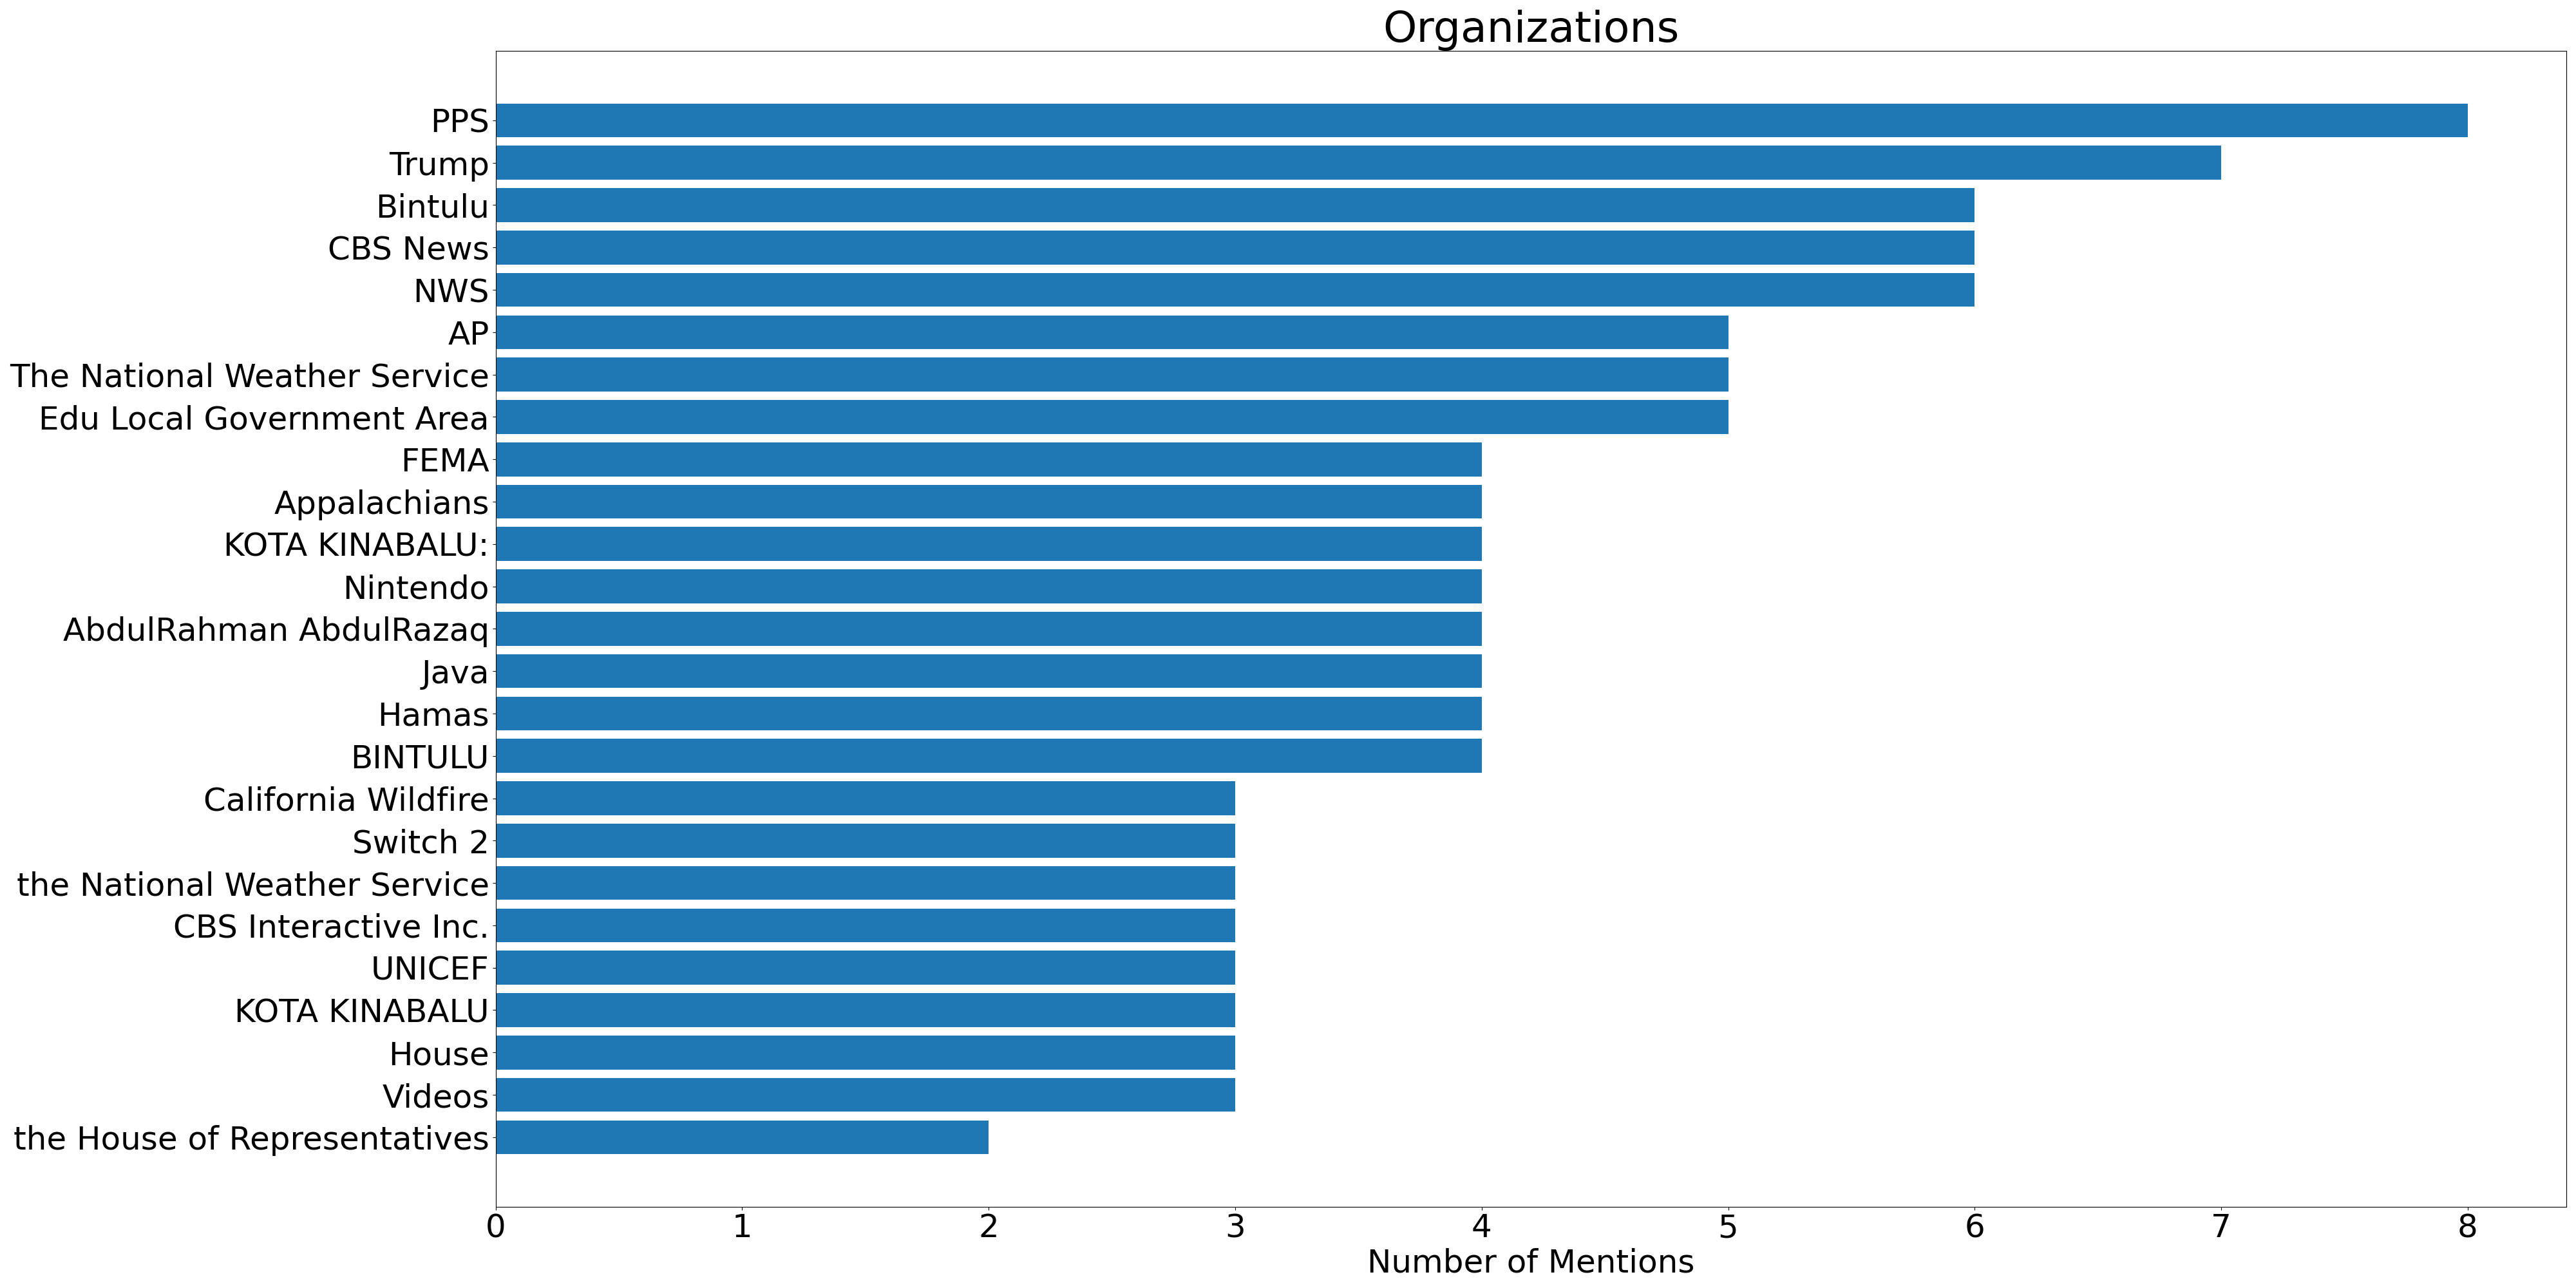 Organizations
PPS
Trump
Bintulu
CBS News
NWS
AP
The National Weather Service
Edu Local Government Area
FEMA
Appalachians
KOTA KINABALU:
Nintendo
AbdulRahman AbdulRazaq
Java
Hamas
BINTULU
California Wildfire
Switch 2
the National Weather Service
CBS Interactive Inc.
UNICEF
KOTA KINABALU
House
Videos
the House of Representatives
0 1 2 3 4 5 6 7 8
Number of Mentions